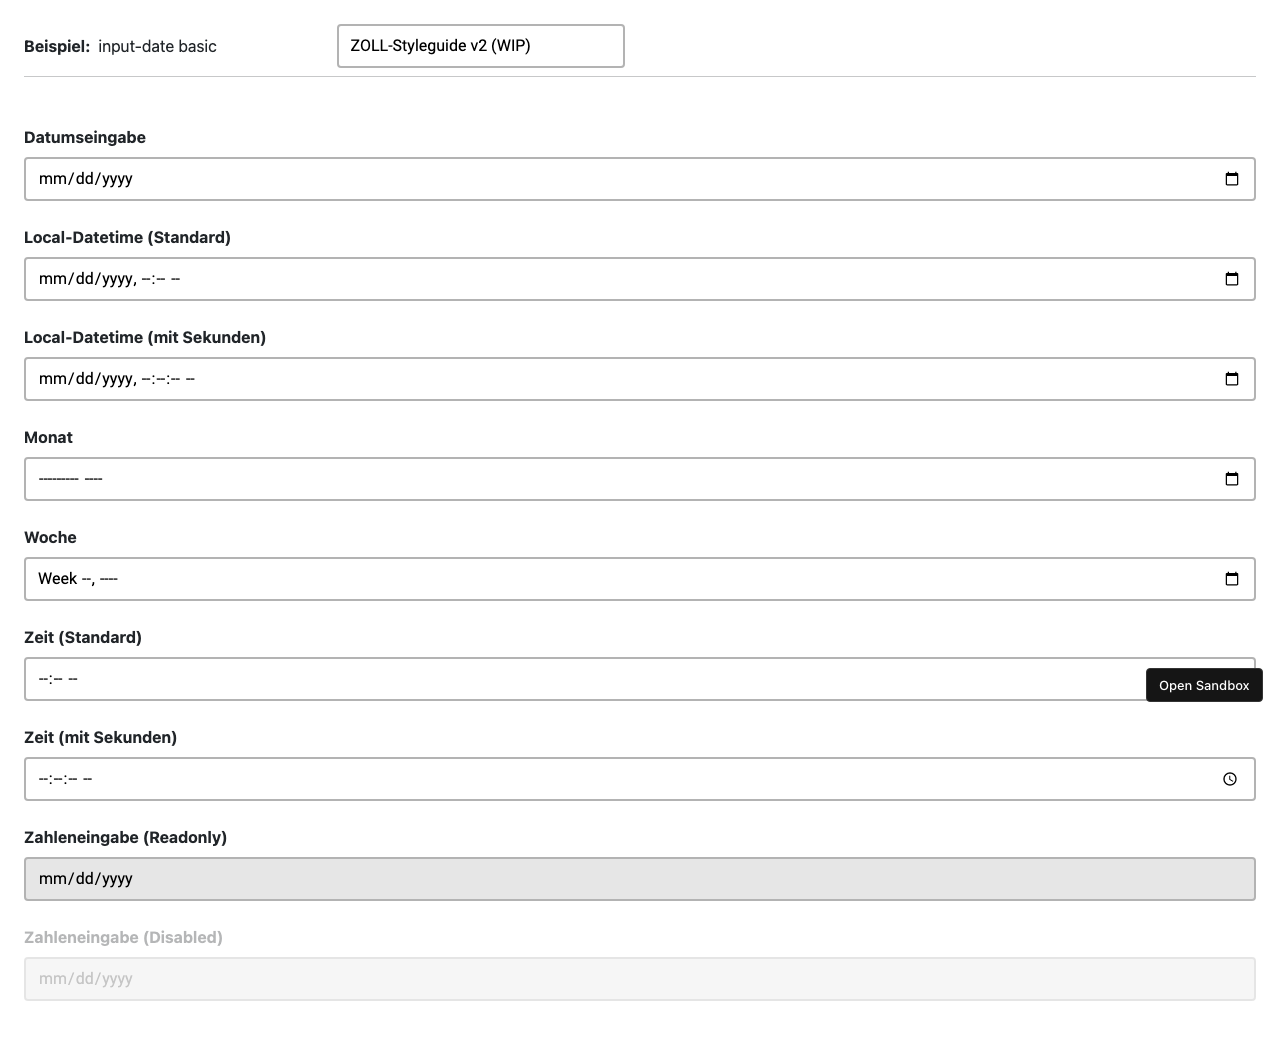 Beispiel: input-date basic
ZOLL-Styleguide v2 (WIP)
Datumseingabe
mm/dd/yyyy
Local-Datetime (Standard)
mm/dd/yyyy, --:-- --
Local-Datetime (mit Sekunden)
mm/dd/yyyy, --:--:-- --
Monat
--------- ----
Woche
Week --, ----
Zeit (Standard)
--:-- --
Open Sandbox
Zeit (mit Sekunden)
--:--:-- --
Zahleneingabe (Readonly)
mm/dd/yyyy
Zahleneingabe (Disabled)
mm/dd/yyyy